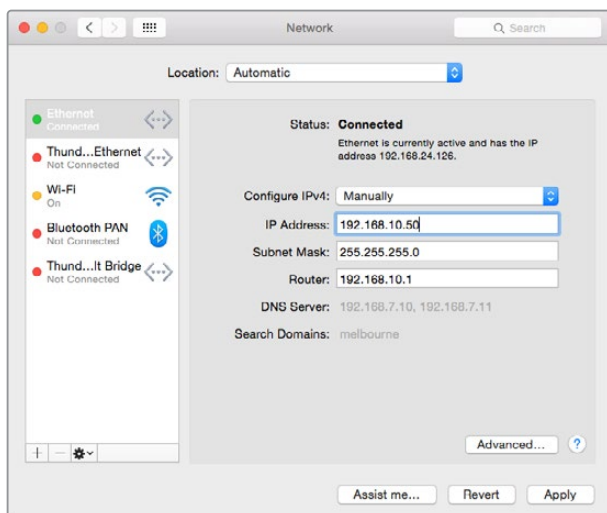 Network
Search
Location: Automatic
Ethernet
Connected
Thund...Ethernet
Not Connected
Wi-Fi
On
Bluetooth PAN
Not Connected
Thund...lt Bridge
Not Connected
Status: Connected
Ethernet is currently active and has the IP
address 192.168.24.126.
Configure IPv4: Manually
IP Address: 192.168.10.50
Subnet Mask: 255.255.255.0
Router: 192.168.10.1
DNS Server: 192.168.7.10, 192.168.7.11
Search Domains: melbourne
Advanced... ?
Assist me... Revert Apply